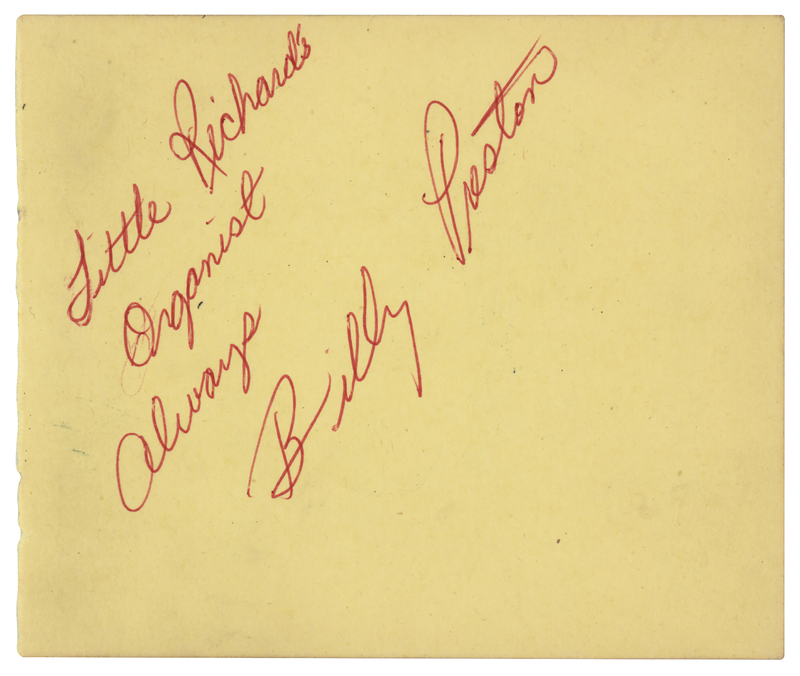 Little Richard's
Organist
Always
Billy Preston